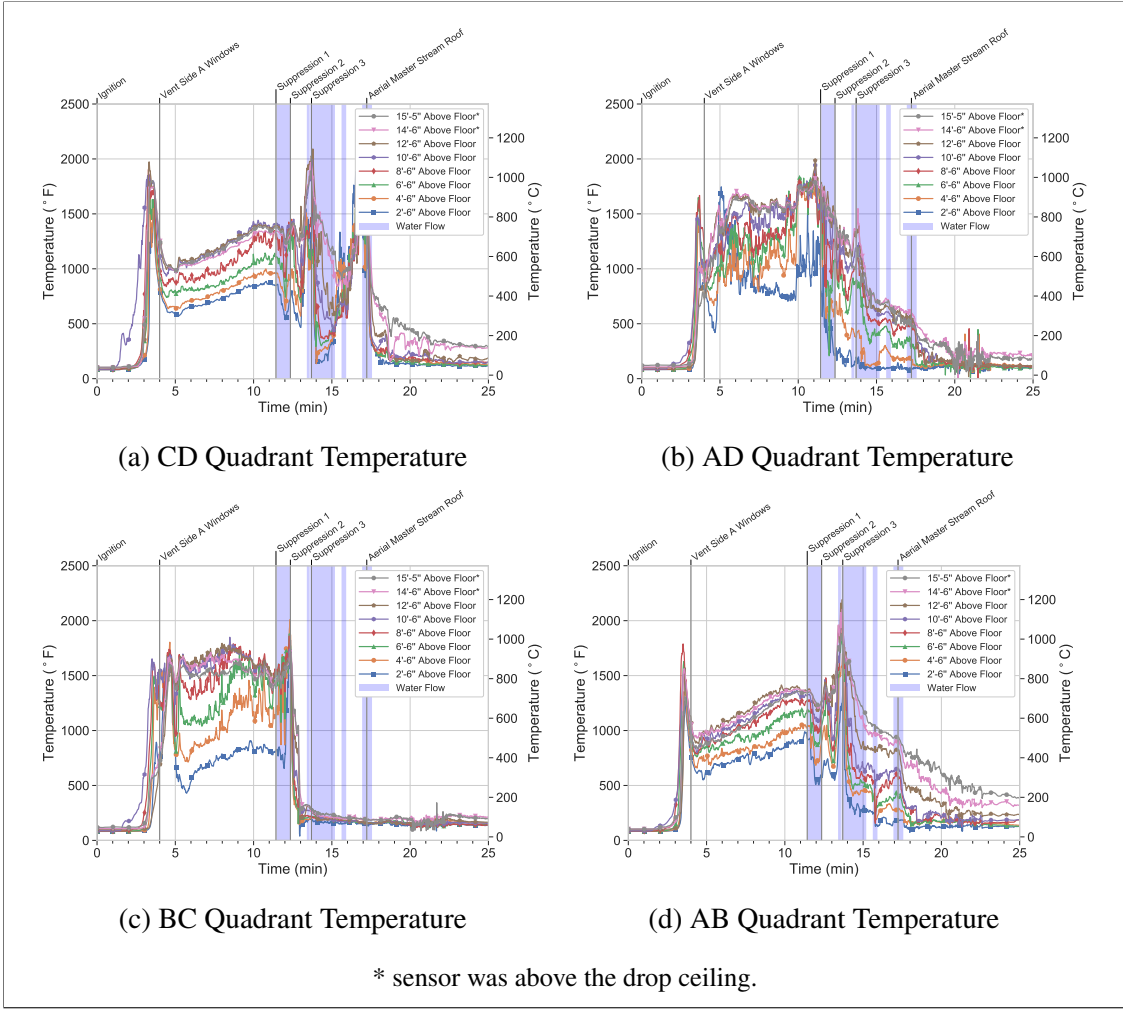 Ignition
Vent Side A Windows
Suppression 1
Suppression 2
Suppression 3
Aerial Master Stream Roof
2500
2000
1500
1000
500
0
Temperature (° F)
15'-5" Above Floor*
14'-6" Above Floor*
12'-6" Above Floor
10'-6" Above Floor
8'-6" Above Floor
6'-6" Above Floor
4'-6" Above Floor
2'-6" Above Floor
Water Flow
1200
1000
800
600
400
200
0
Temperature (° C)
0 5 10 15 20 25
Time (min)
(a) CD Quadrant Temperature
Ignition
Vent Side A Windows
Suppression 1
Suppression 2
Suppression 3
Aerial Master Stream Roof
2500
2000
1500
1000
500
0
Temperature (° F)
15'-5" Above Floor*
14'-6" Above Floor*
12'-6" Above Floor
10'-6" Above Floor
8'-6" Above Floor
6'-6" Above Floor
4'-6" Above Floor
2'-6" Above Floor
Water Flow
1200
1000
800
600
400
200
0
Temperature (° C)
0 5 10 15 20 25
Time (min)
(b) AD Quadrant Temperature
Ignition
Vent Side A Windows
Suppression 1
Suppression 2
Suppression 3
Aerial Master Stream Roof
2500
2000
1500
1000
500
0
Temperature (° F)
15'-5" Above Floor*
14'-6" Above Floor*
12'-6" Above Floor
10'-6" Above Floor
8'-6" Above Floor
6'-6" Above Floor
4'-6" Above Floor
2'-6" Above Floor
Water Flow
1200
1000
800
600
400
200
0
Temperature (° C)
0 5 10 15 20 25
Time (min)
(c) BC Quadrant Temperature
Ignition
Vent Side A Windows
Suppression 1
Suppression 2
Suppression 3
Aerial Master Stream Roof
2500
2000
1500
1000
500
0
Temperature (° F)
15'-5" Above Floor*
14'-6" Above Floor*
12'-6" Above Floor
10'-6" Above Floor
8'-6" Above Floor
6'-6" Above Floor
4'-6" Above Floor
2'-6" Above Floor
Water Flow
1200
1000
800
600
400
200
0
Temperature (° C)
0 5 10 15 20 25
Time (min)
(d) AB Quadrant Temperature
* sensor was above the drop ceiling.